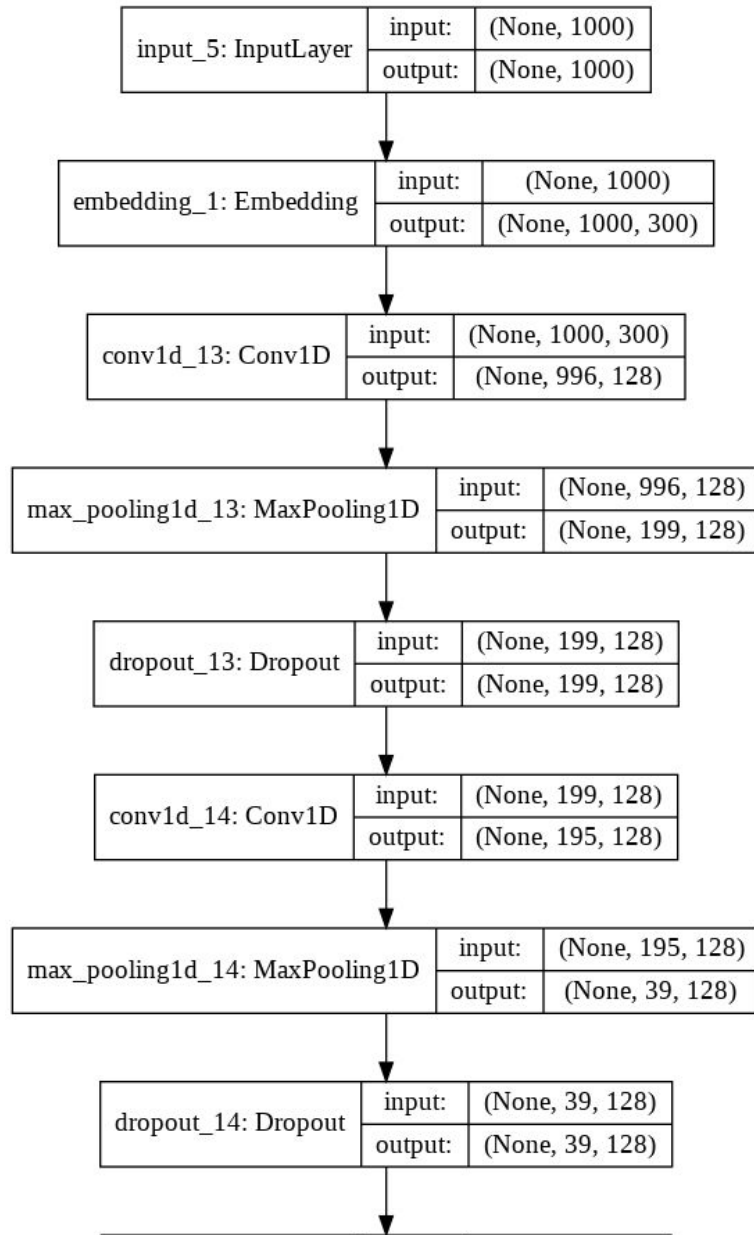 input_5: InputLayer
input: (None, 1000)
output: (None, 1000)
embedding_1: Embedding
input: (None, 1000)
output: (None, 1000, 300)
conv1d_13: Conv1D
input: (None, 1000, 300)
output: (None, 996, 128)
max_pooling1d_13: MaxPooling1D
input: (None, 996, 128)
output: (None, 199, 128)
dropout_13: Dropout
input: (None, 199, 128)
output: (None, 199, 128)
conv1d_14: Conv1D
input: (None, 199, 128)
output: (None, 195, 128)
max_pooling1d_14: MaxPooling1D
input: (None, 195, 128)
output: (None, 39, 128)
dropout_14: Dropout
input: (None, 39, 128)
output: (None, 39, 128)